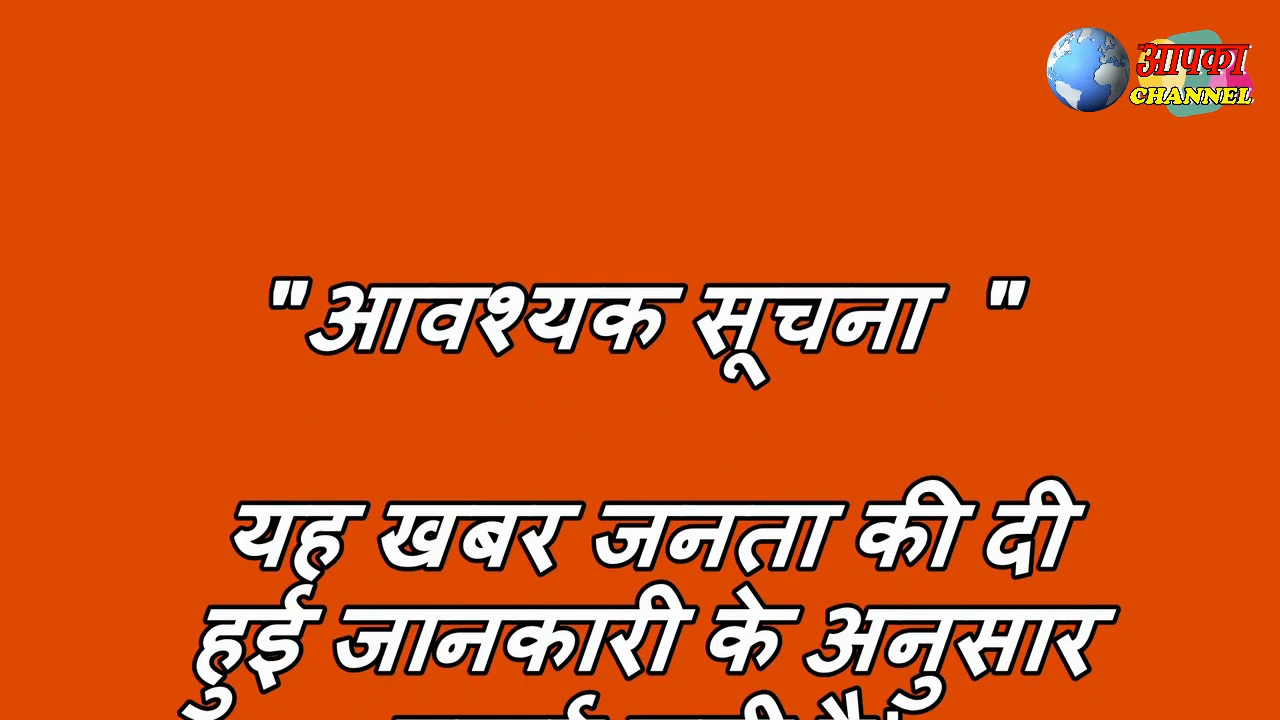 आपका
CHANNEL
"आवश्यक सूचना "
यह खबर जनता की दी
हुई जानकारी के अनुसार